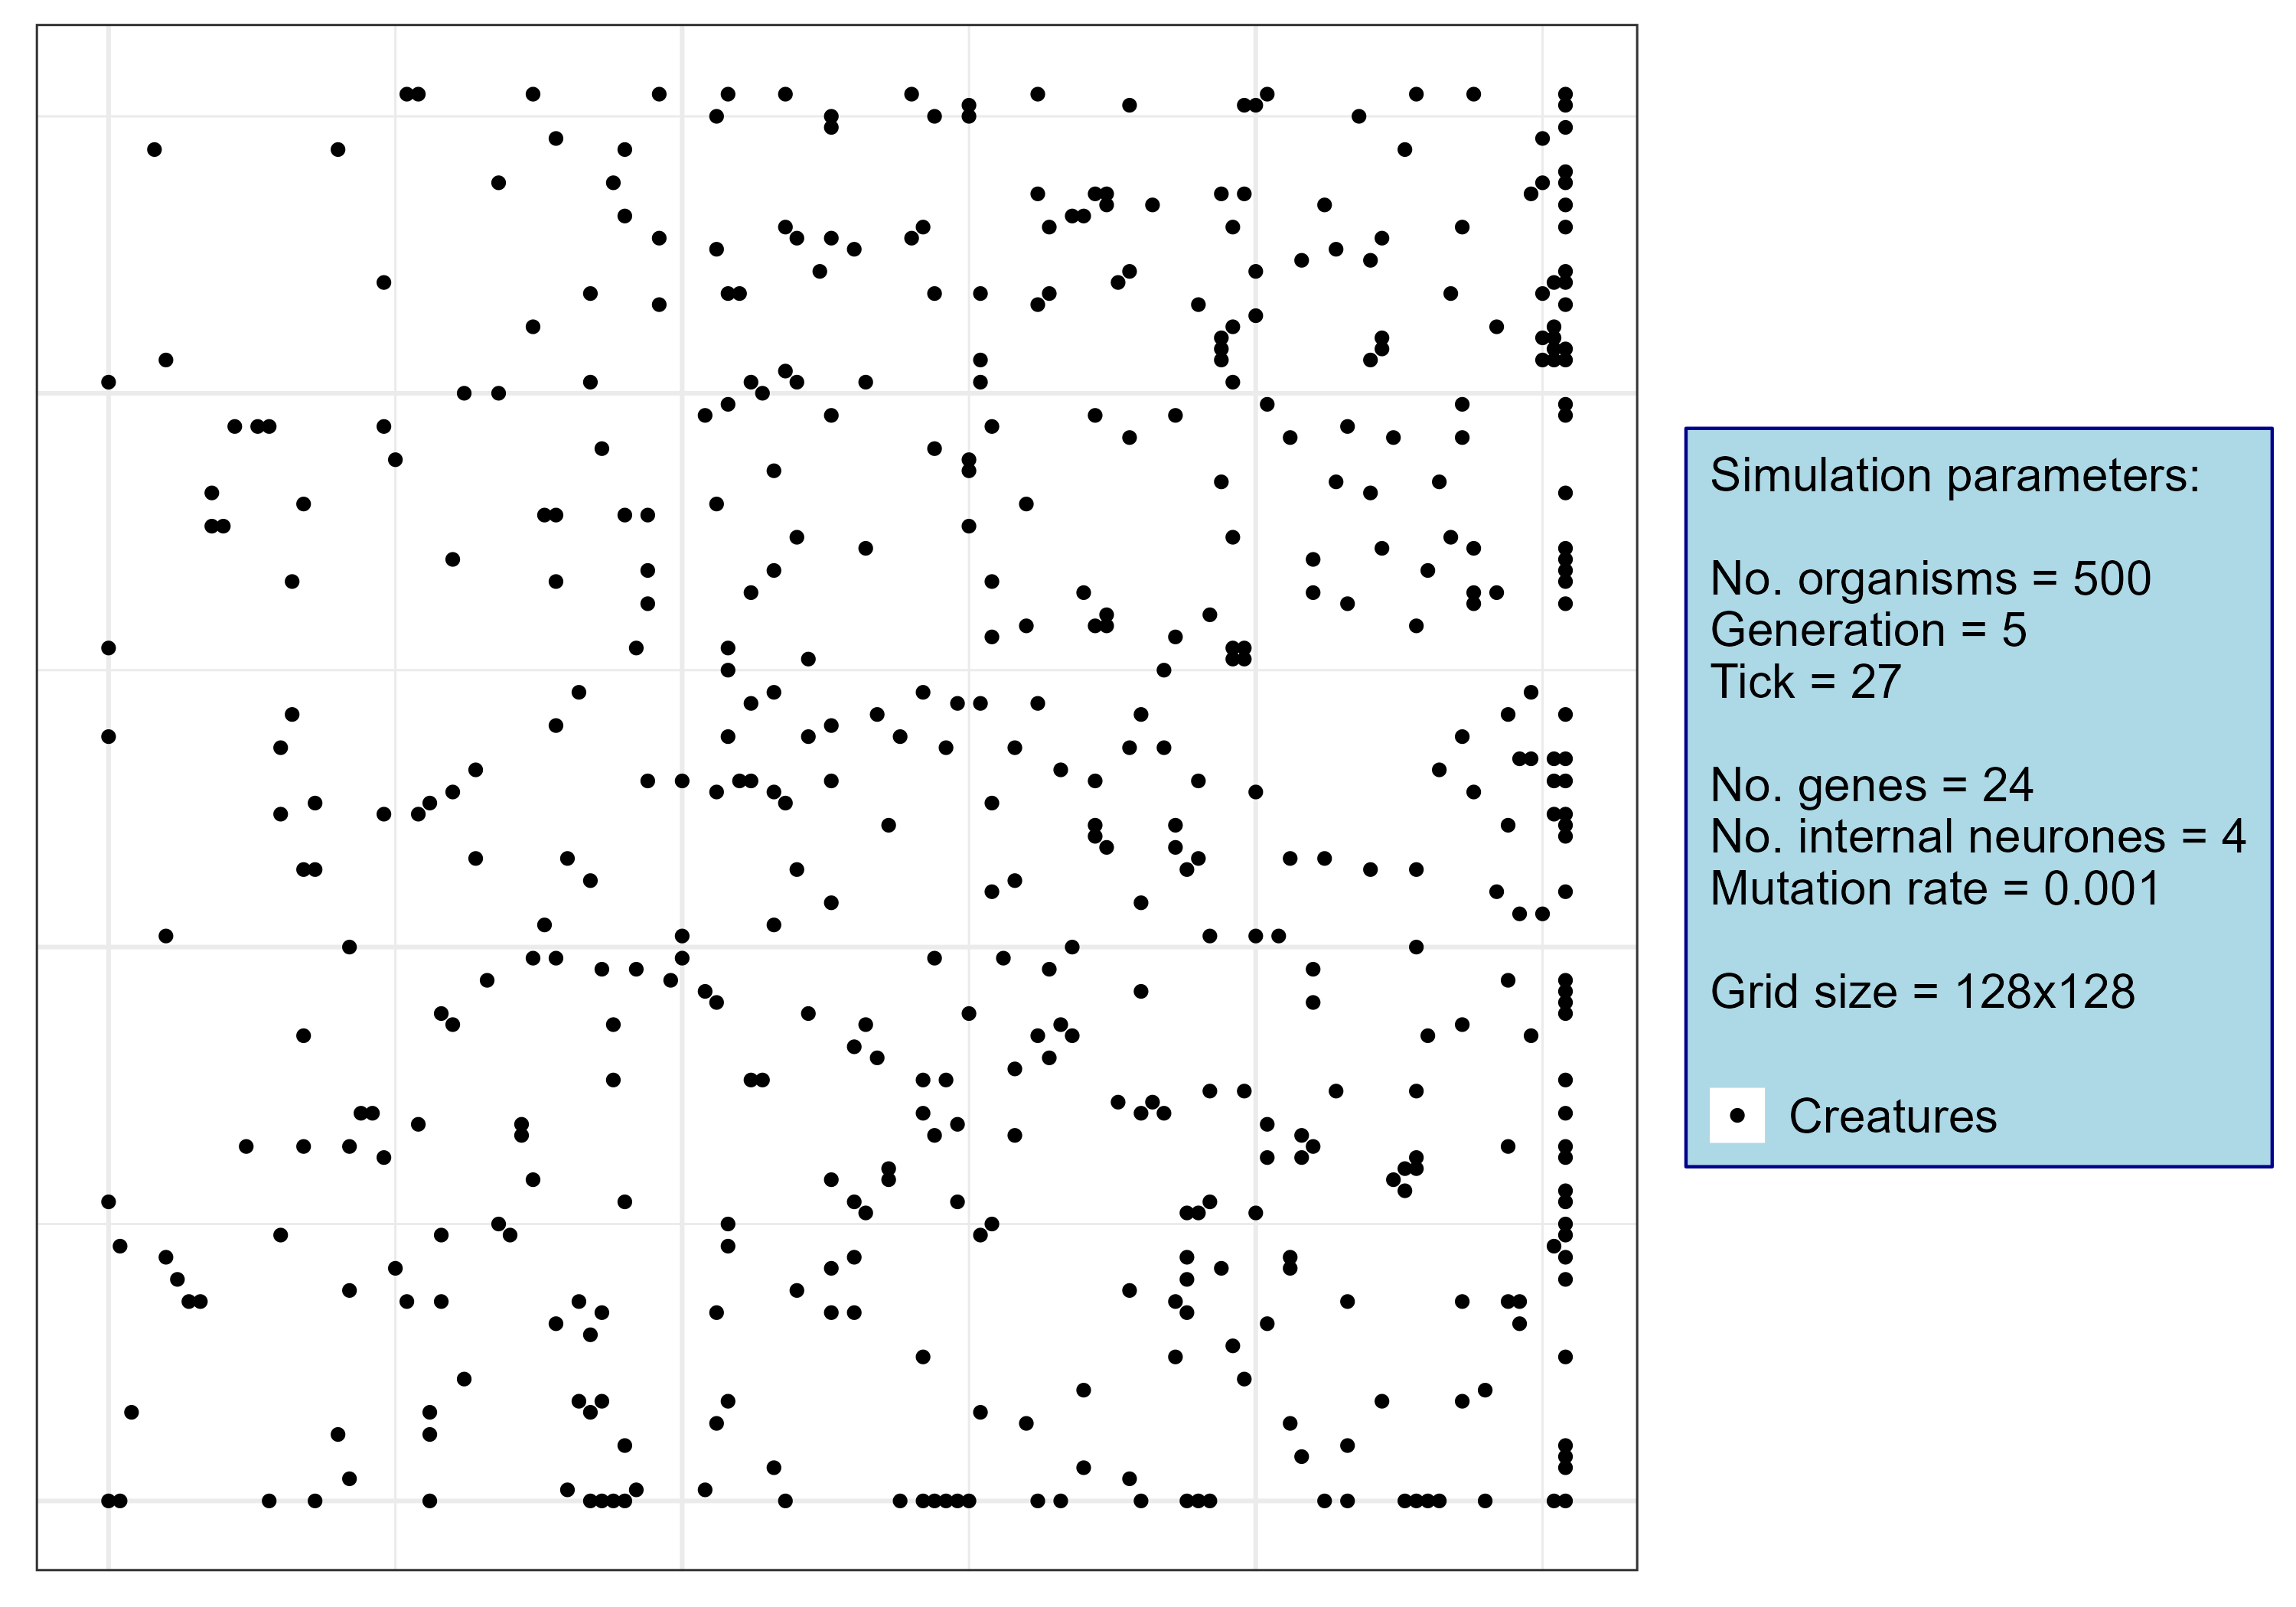 Simulation parameters:
No. organisms = 500
Generation = 5
Tick = 27
No. genes = 24
No. internal neurones = 4
Mutation rate = 0.001
Grid size = 128x128
Creatures